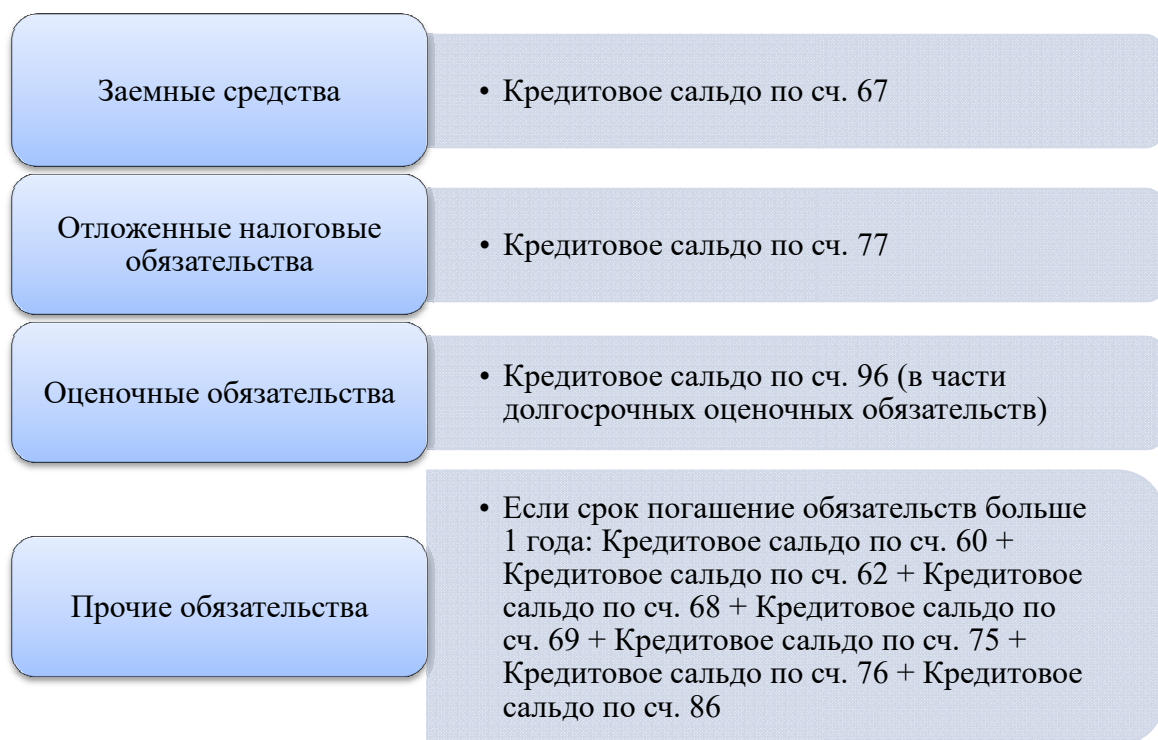 Заемные средства
• Кредитовое сальдо по сч. 67
Отложенные налоговые
обязательства
• Кредитовое сальдо по сч. 77
Оценочные обязательства
• Кредитовое сальдо по сч. 96 (в части
долгосрочных оценочных обязательств)
Прочие обязательства
• Если срок погашение обязательств больше
1 года: Кредитовое сальдо по сч. 60 +
Кредитовое сальдо по сч. 62 + Кредитовое
сальдо по сч. 68 + Кредитовое сальдо по
сч. 69 + Кредитовое сальдо по сч. 75 +
Кредитовое сальдо по сч. 76 + Кредитовое
сальдо по сч. 86